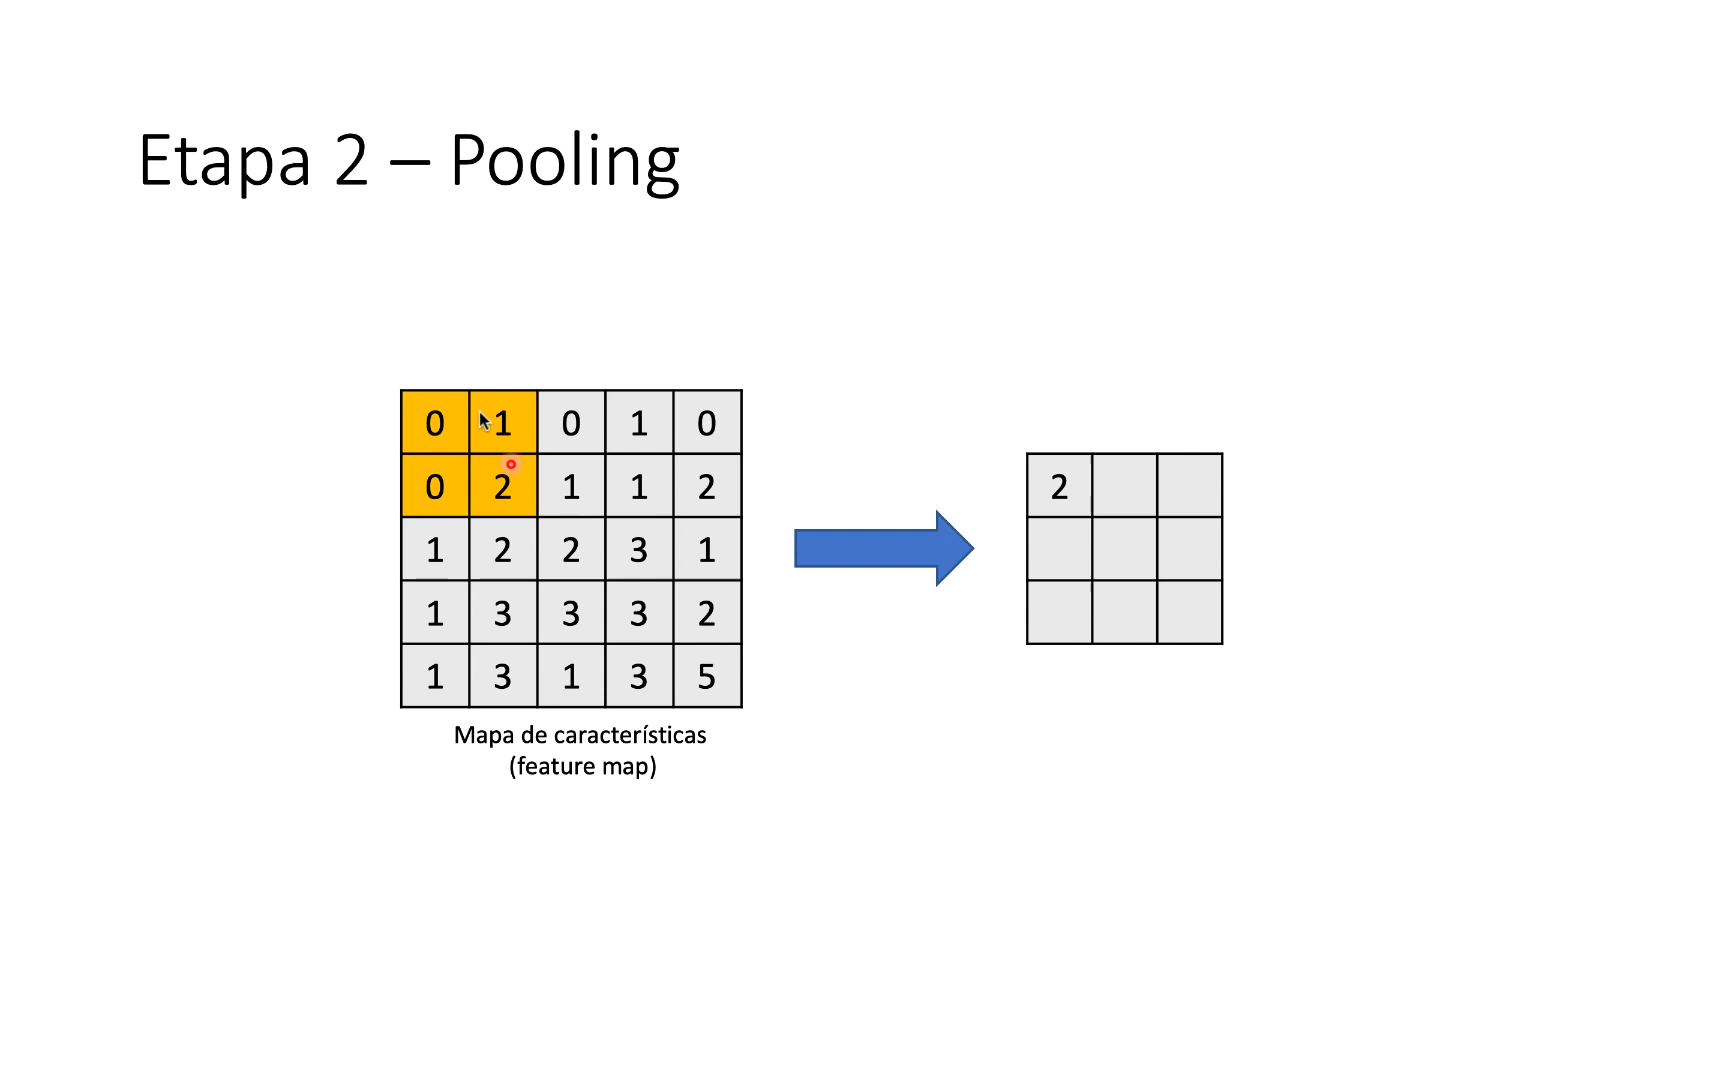 Etapa 2 – Pooling
0 1 0 1 0
0 2 1 1 2
1 2 2 3 1
1 3 3 3 2
1 3 1 3 5
2
Mapa de características
(feature map)